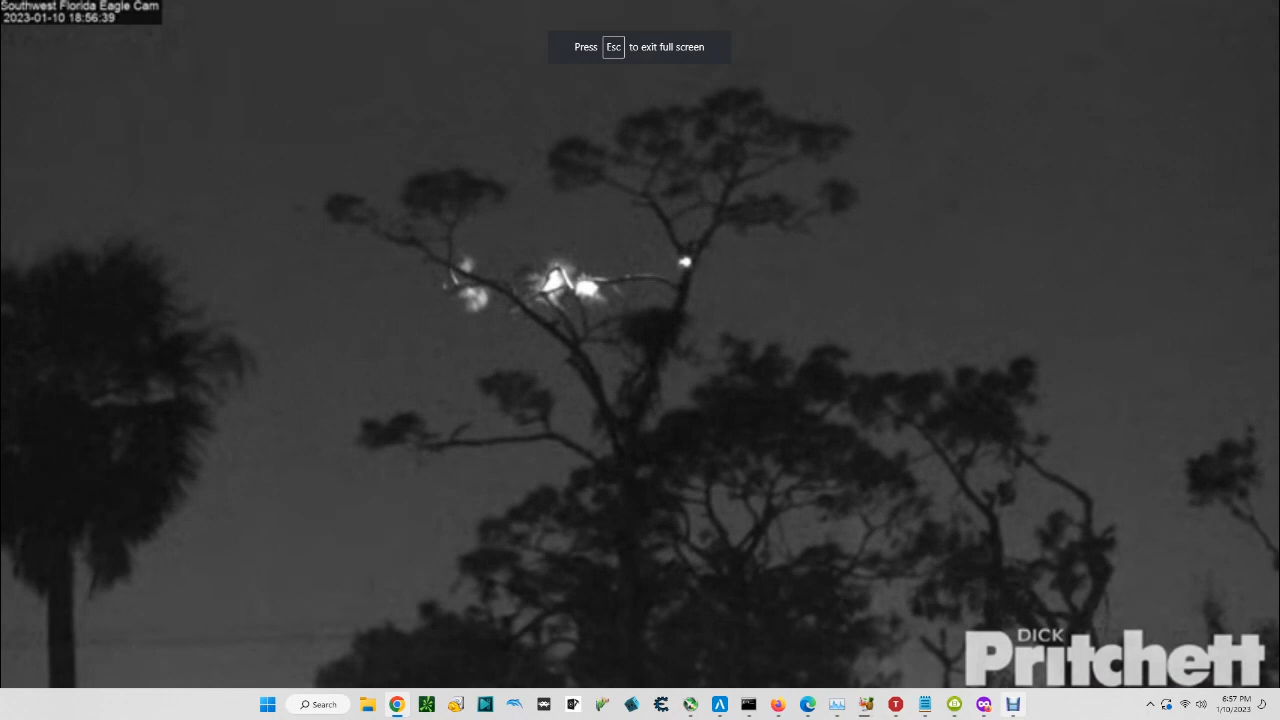 Southwest Florida Eagle Cam
2023-01-10 18:56:39
Press Esc to exit full screen
DICK
Pritchett
Search
6:57 PM
1/10/2023